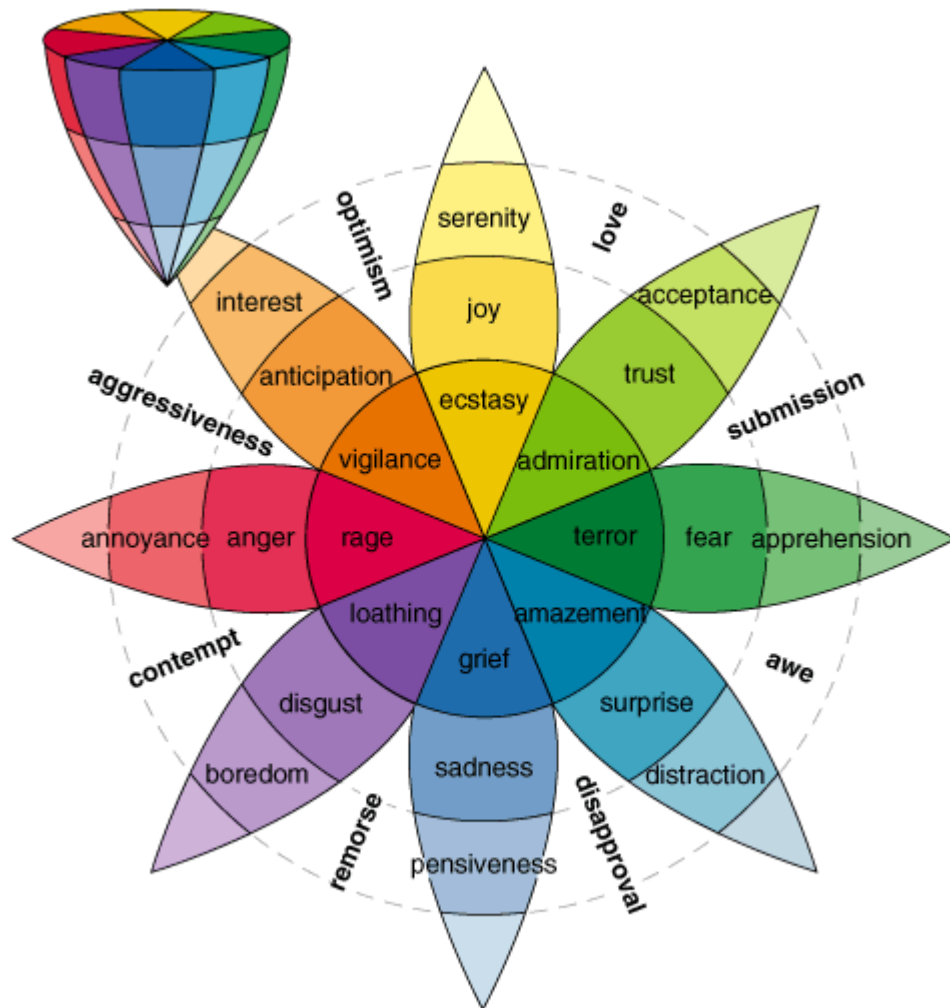 optimism
love
serenity
interest
acceptance
joy
aggressiveness
anticipation
trust
submission
ecstasy
vigilance
admiration
annoyance
anger
rage
terror
fear
apprehension
loathing
amazement
contempt
grief
awe
disgust
surprise
boredom
sadness
distraction
remorse
disapproval
pensiveness